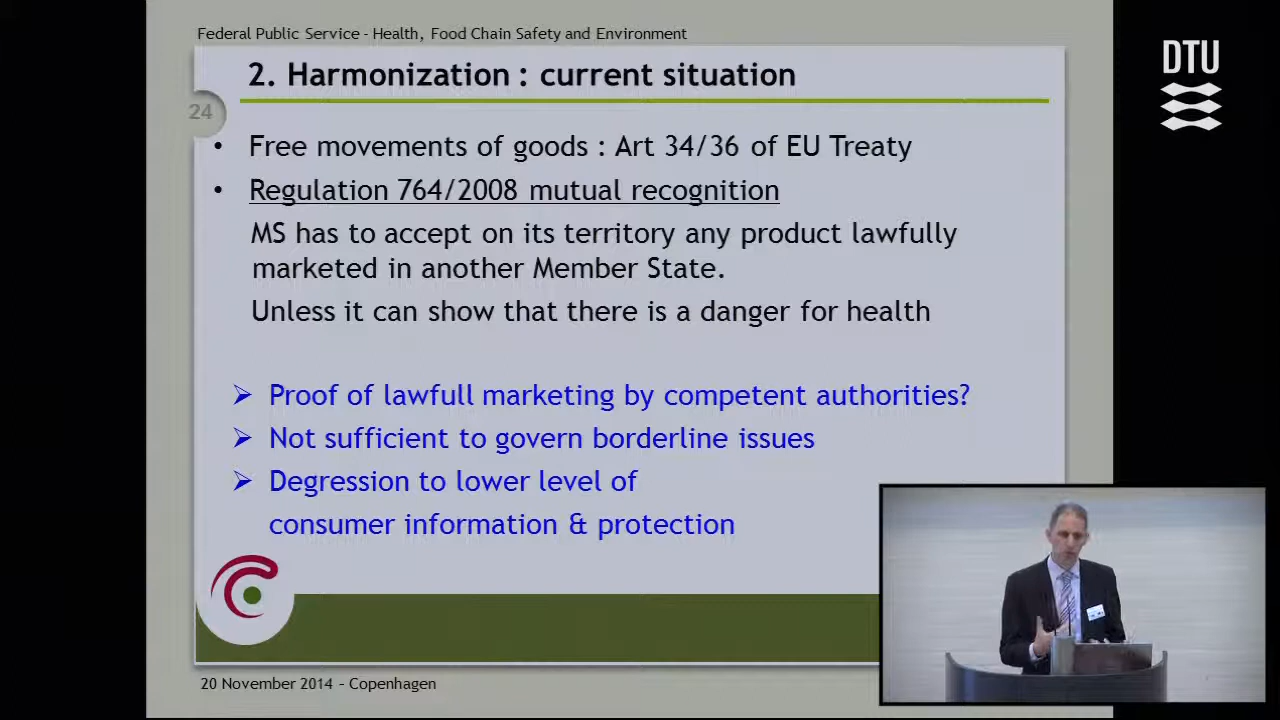 Federal Public Service - Health, Food Chain Safety and Environment
DTU
2. Harmonization : current situation
24
• Free movements of goods : Art 34/36 of EU Treaty
• Regulation 764/2008 mutual recognition
MS has to accept on its territory any product lawfully
marketed in another Member State.
Unless it can show that there is a danger for health
➢ Proof of lawfull marketing by competent authorities?
➢ Not sufficient to govern borderline issues
➢ Degression to lower level of
consumer information & protection
20 November 2014 – Copenhagen